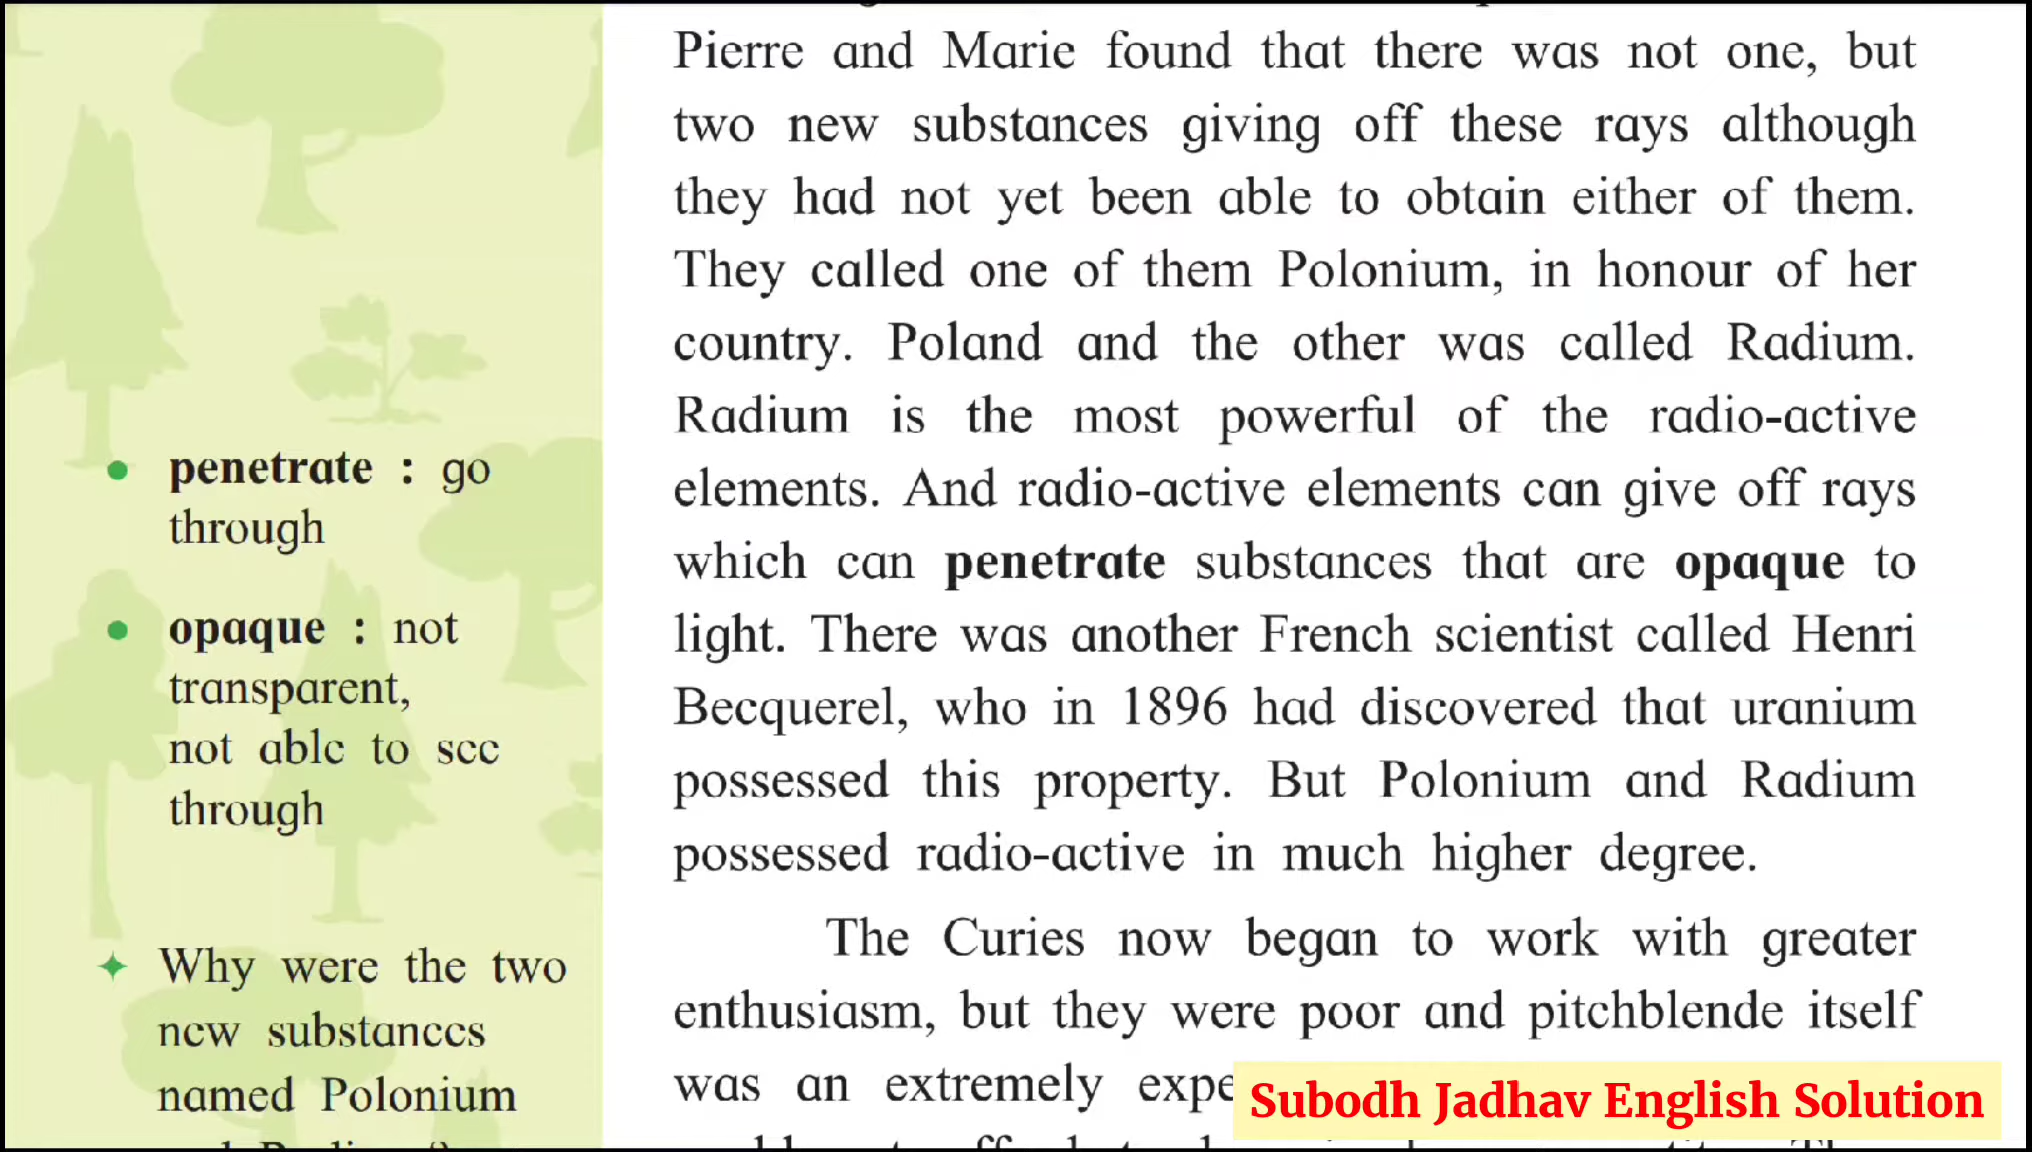 Pierre and Marie found that there was not one, but
two new substances giving off these rays although
they had not yet been able to obtain either of them.
They called one of them Polonium, in honour of her
country. Poland and the other was called Radium.
Radium is the most powerful of the radio-active
elements. And radio-active elements can give off rays
which can penetrate substances that are opaque to
light. There was another French scientist called Henri
Becquerel, who in 1896 had discovered that uranium
possessed this property. But Polonium and Radium
possessed radio-active in much higher degree.
The Curies now began to work with greater
enthusiasm, but they were poor and pitchblende itself
was an extremely
penetrate : go
through
opaque : not
transparent,
not able to see
through
Why were the two
new substances
named Polonium
Subodh Jadhav English Solution